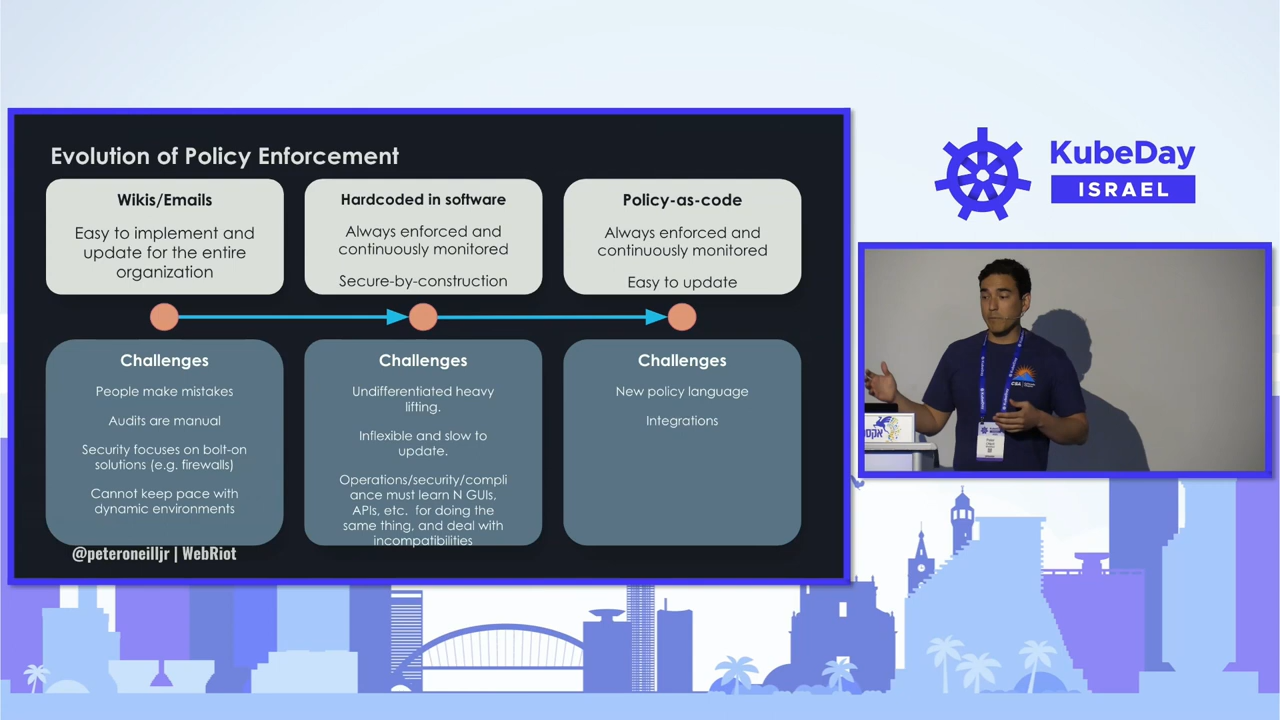 Evolution of Policy Enforcement
Wikis/Emails
Easy to implement and
update for the entire
organization
Hardcoded in software
Always enforced and
continuously monitored
Secure-by-construction
Policy-as-code
Always enforced and
continuously monitored
Easy to update
Challenges
People make mistakes
Audits are manual
Security focuses on bolt-on
solutions (e.g. firewalls)
Cannot keep pace with
dynamic environments
Challenges
Undifferentiated heavy
lifting.
Inflexible and slow to
update.
Operations/security/compli
ance must learn N GUIs,
APIs, etc.  for doing the
same thing, and deal with
incompatibilities
Challenges
New policy language
Integrations
@peteroneilljr | WebRiot
KubeDay
ISRAEL
CSA